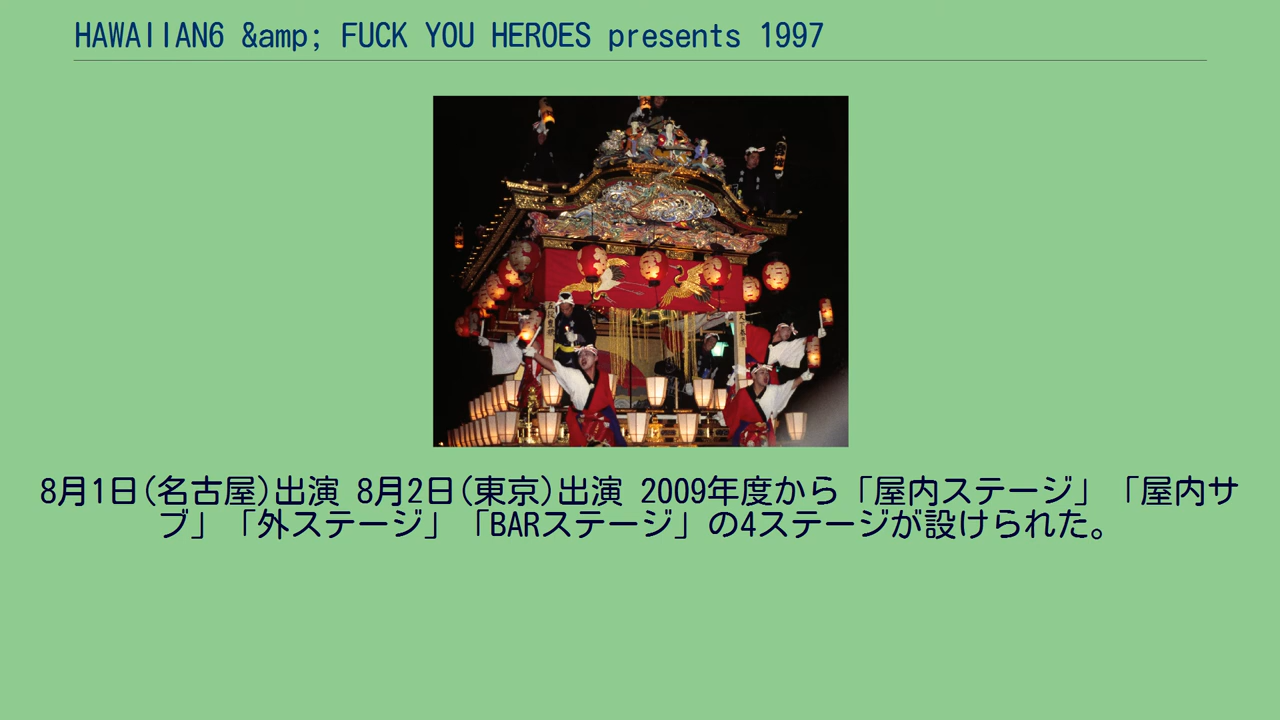 HAWAIIAN6 &amp; FUCK YOU HEROES presents 1997
8月1日(名古屋)出演 8月2日(東京)出演 2009年度から「屋内ステージ」「屋内サ
ブ」「外ステージ」「BARステージ」の4ステージが設けられた。